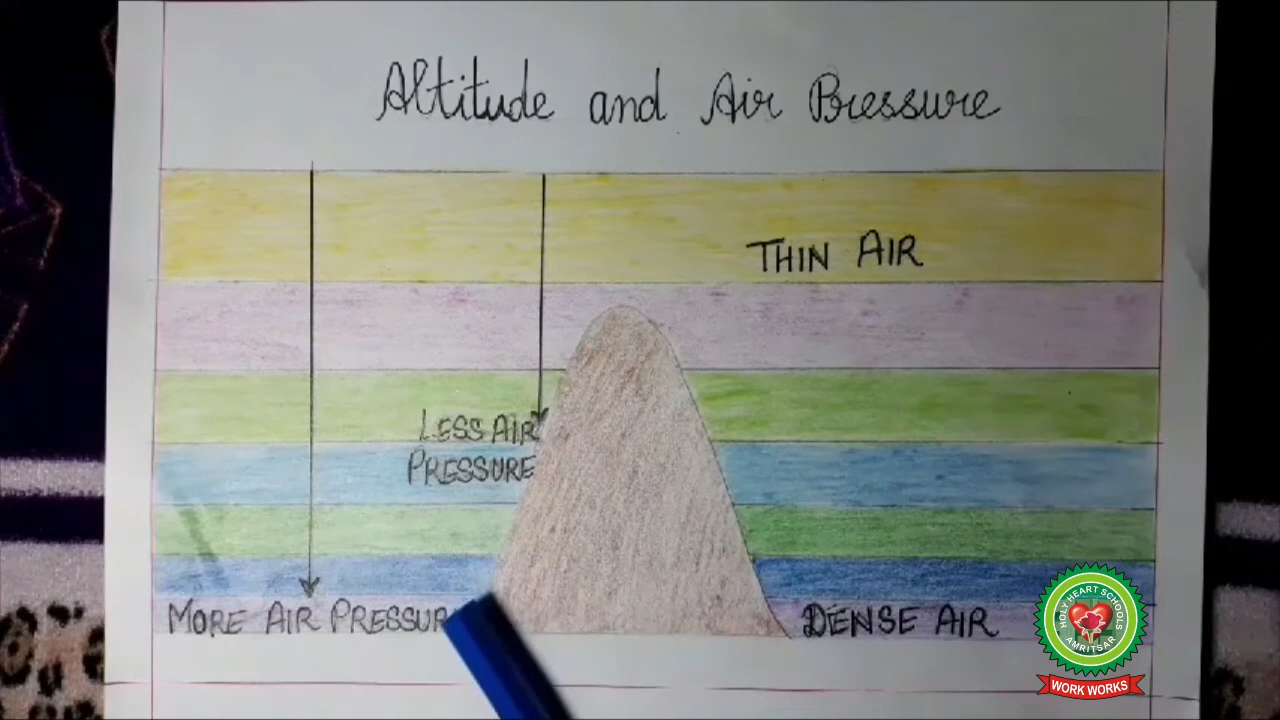 Altitude and Air Pressure
THIN AIR
LESS AIR
PRESSURE
MORE AIR PRESSUR
DENSE AIR
HOLY HEART SCHOOLS
AMRITSAR
WORK WORKS